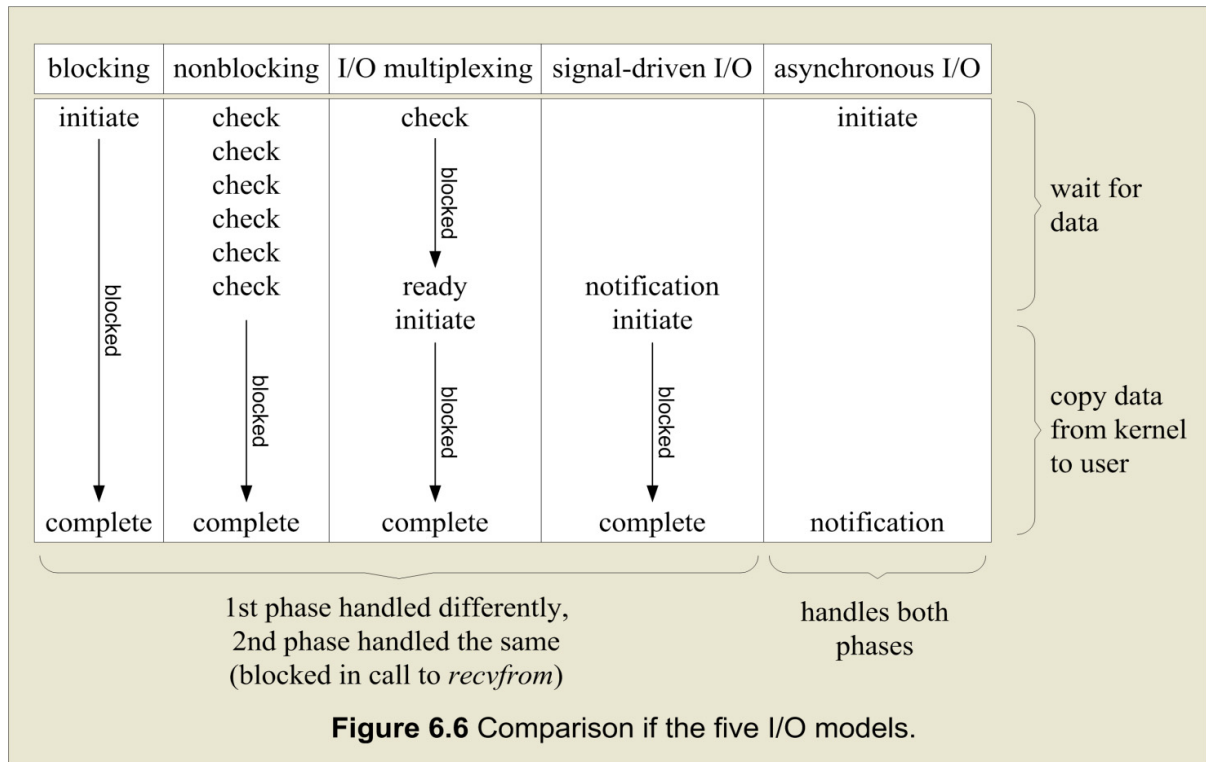 blocking nonblocking I/O multiplexing signal-driven I/O asynchronous I/O
initiate check check initiate
check
check
check
check
check ready notification
initiate initiate
blocked
blocked
blocked
blocked
blocked
complete complete complete complete notification
wait for
data
copy data
from kernel
to user
1st phase handled differently,
2nd phase handled the same
(blocked in call to recvfrom)
handles both
phases
Figure 6.6 Comparison if the five I/O models.